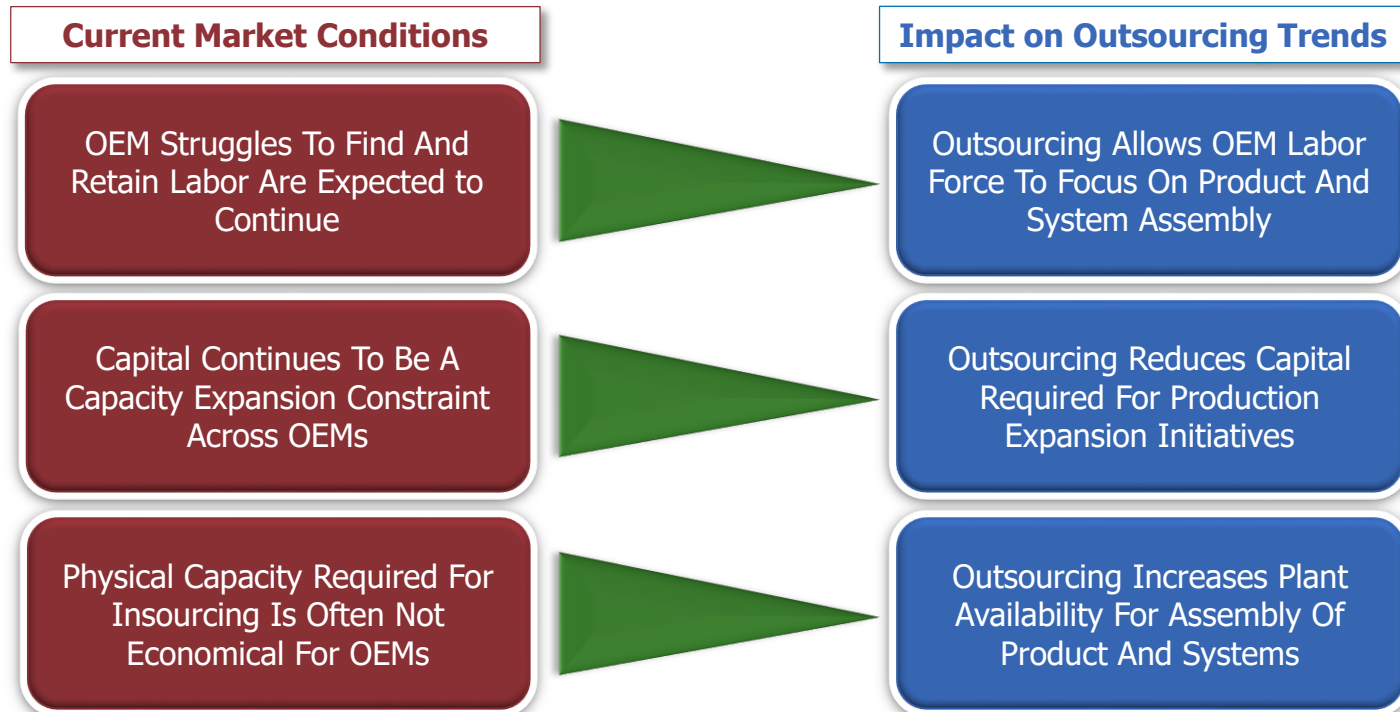 Current Market Conditions
Impact on Outsourcing Trends
OEM Struggles To Find And
Retain Labor Are Expected to
Continue
Outsourcing Allows OEM Labor
Force To Focus On Product And
System Assembly
Capital Continues To Be A
Capacity Expansion Constraint
Across OEMs
Outsourcing Reduces Capital
Required For Production
Expansion Initiatives
Physical Capacity Required For
Insourcing Is Often Not
Economical For OEMs
Outsourcing Increases Plant
Availability For Assembly Of
Product And Systems